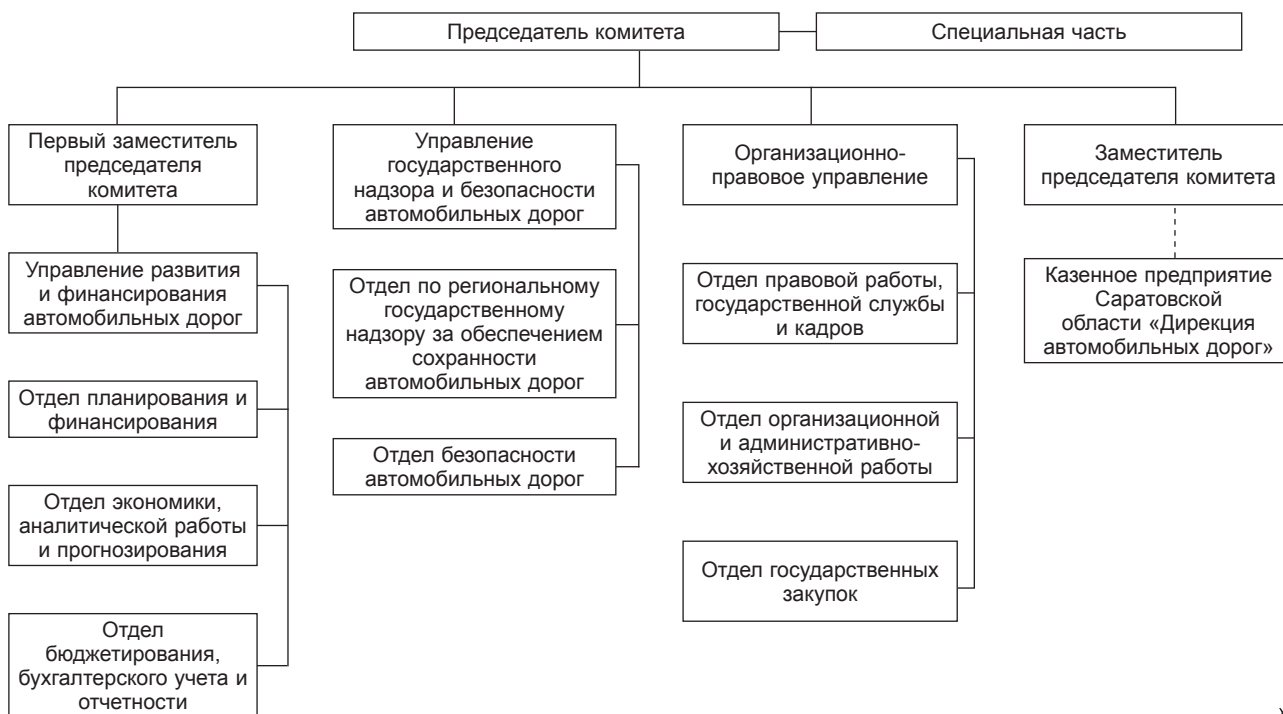 Председатель комитета
Специальная часть
Первый заместитель
председателя
комитета
Управление
государственного
надзора и безопасности
автомобильных дорог
Организационно-
правовое управление
Заместитель
председателя комитета
Управление развития
и финансирования
автомобильных дорог
Отдел по региональному
государственному
надзору за обеспечением
сохранности
автомобильных дорог
Отдел правовой работы,
государственной службы
и кадров
Казенное предприятие
Саратовской
области «Дирекция
автомобильных дорог»
Отдел планирования и
финансирования
Отдел безопасности
автомобильных дорог
Отдел организационной
и административно-
хозяйственной работы
Отдел экономики,
аналитической работы
и прогнозирования
Отдел государственных
закупок
Отдел
бюджетирования,
бухгалтерского учета и
отчетности